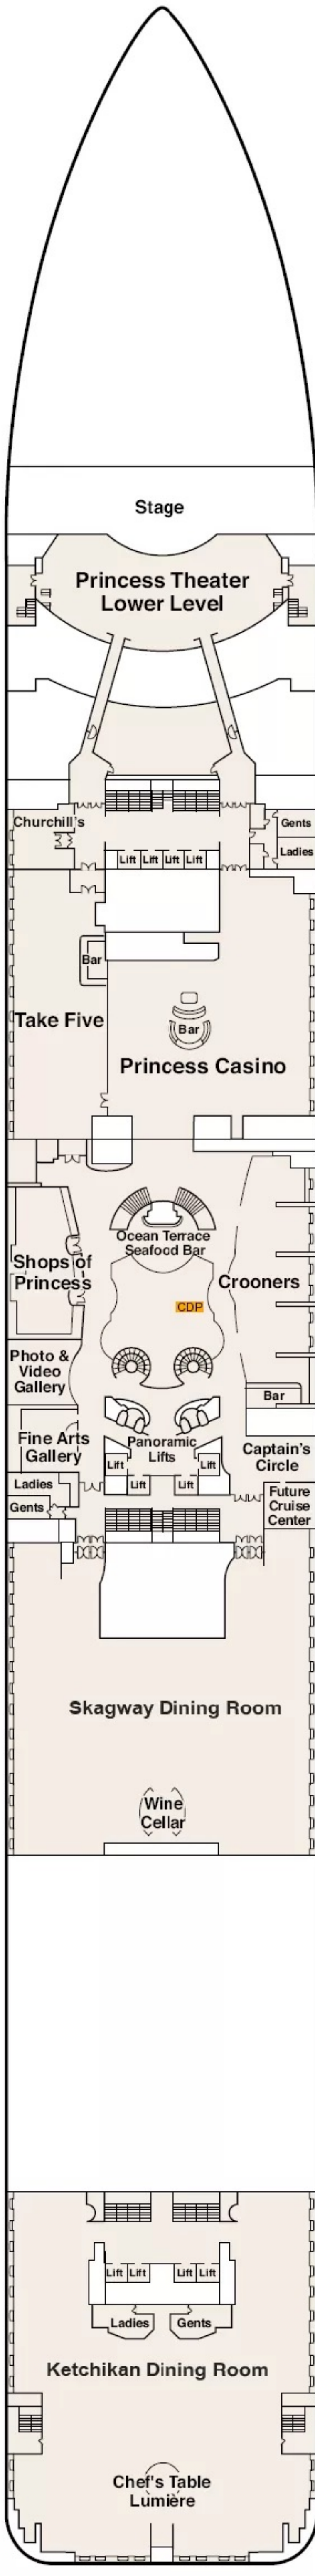 Stage
Princess Theater
Lower Level
Churchill's
Gents
Ladies
Lift Lift Lift Lift
Bar
Take Five
Bar
Princess Casino
Ocean Terrace
Seafood Bar
Shops of
Princess
Crooners
CDP
Photo &
Video
Gallery
Bar
Fine Arts
Gallery
Panoramic
Lifts
Captain's
Circle
Lift
Lift
Lift
Lift
Ladies
Gents
Future
Cruise
Center
Skagway Dining Room
Wine
Cellar
Lift Lift Lift Lift
Ladies
Gents
Ketchikan Dining Room
Chef's Table
Lumière